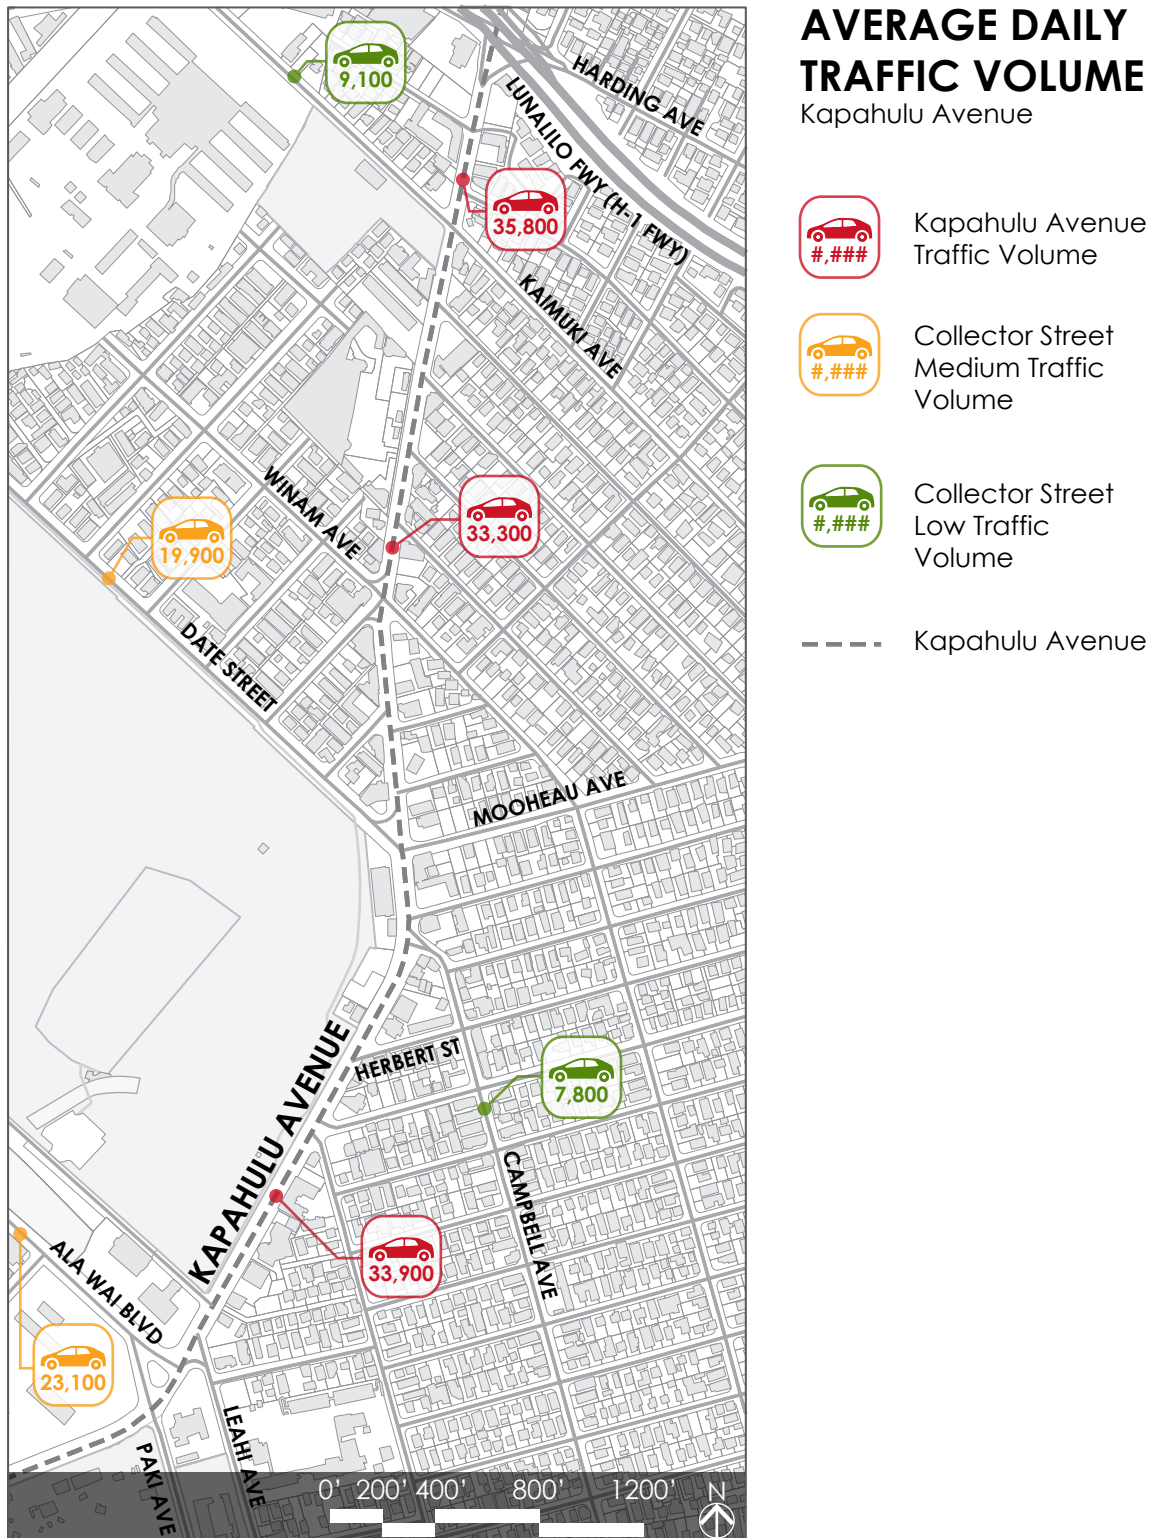 AVERAGE DAILY
TRAFFIC VOLUME
Kapahulu Avenue
#,###
Kapahulu Avenue
Traffic Volume
#,###
Collector Street
Medium Traffic
Volume
#,###
Collector Street
Low Traffic
Volume
Kapahulu Avenue
9,100
HARDING AVE
LUNALILO FWY (H-1 FWY)
35,800
KAIMUKI AVE
WINAM AVE
33,300
19,900
DATE STREET
MOOHEAU AVE
KAPAHULU AVENUE
HERBERT ST
7,800
CAMPBELL AVE
33,900
ALA WAI BLVD
23,100
LEAHI AVE
PAKI AVE
0' 200' 400' 800' 1200' N